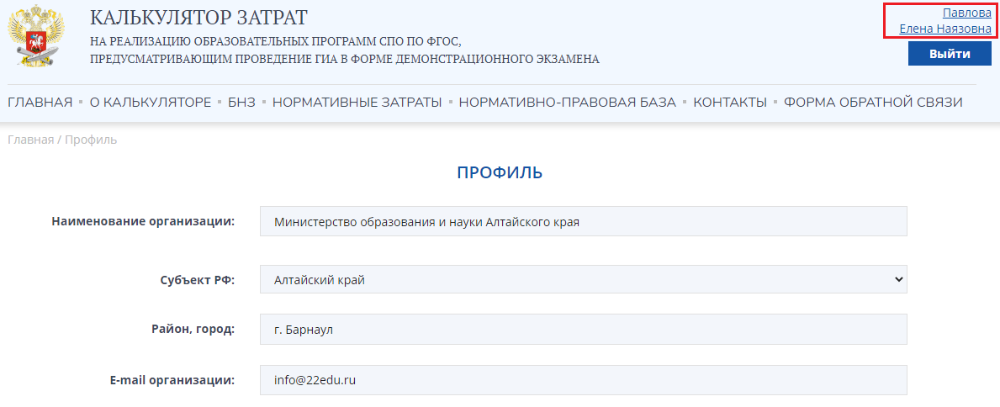 КАЛЬКУЛЯТОР ЗАТРАТ
НА РЕАЛИЗАЦИЮ ОБРАЗОВАТЕЛЬНЫХ ПРОГРАММ СПО ПО ФГОС,
ПРЕДУСМАТРИВАЮЩИМ ПРОВЕДЕНИЕ ГИА В ФОРМЕ ДЕМОНСТРАЦИОННОГО ЭКЗАМЕНА
Павлова
Елена Наязовна
Выйти
ГЛАВНАЯ ▪ О КАЛЬКУЛЯТОРЕ ▪ БНЗ ▪ НОРМАТИВНЫЕ ЗАТРАТЫ ▪ НОРМАТИВНО-ПРАВОВАЯ БАЗА ▪ КОНТАКТЫ ▪ ФОРМА ОБРАТНОЙ СВЯЗИ
Главная / Профиль
ПРОФИЛЬ
Наименование организации: Министерство образования и науки Алтайского края
Субъект РФ: Алтайский край
Район, город: г. Барнаул
E-mail организации: info@22edu.ru